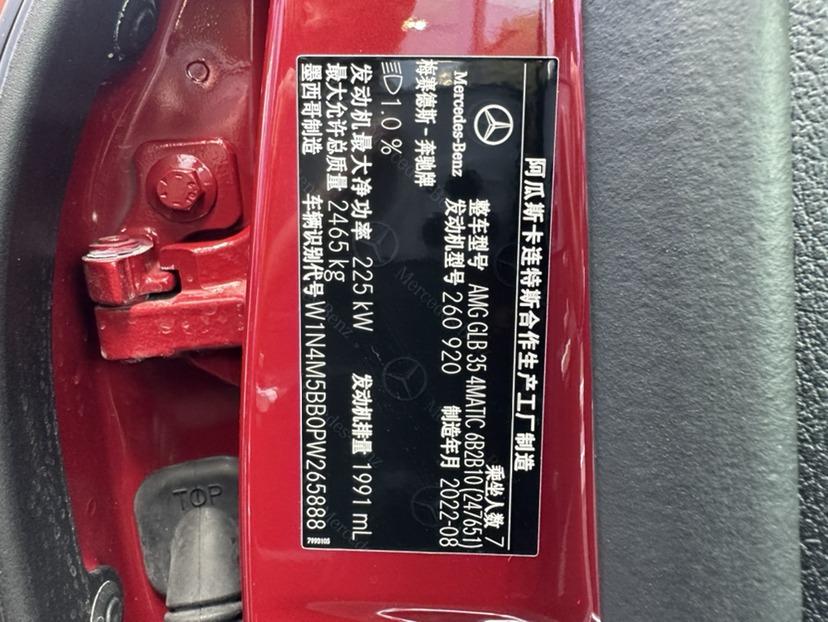 阿瓜斯卡连特斯合作生产工厂制造
乘坐人数 7
Mercedes-Benz 整车型号 AMG GLB 35 4MATIC 6B2B10(247651)
梅赛德斯-奔驰牌 发动机型号 260 920 制造年月 2022-08
1.0 %
发动机最大净功率 225 kW 发动机排量 1991 mL
最大允许总质量 2465 kg
墨西哥制造 车辆识别代号 W1N4M5BB0PW265888
7993105
TOP